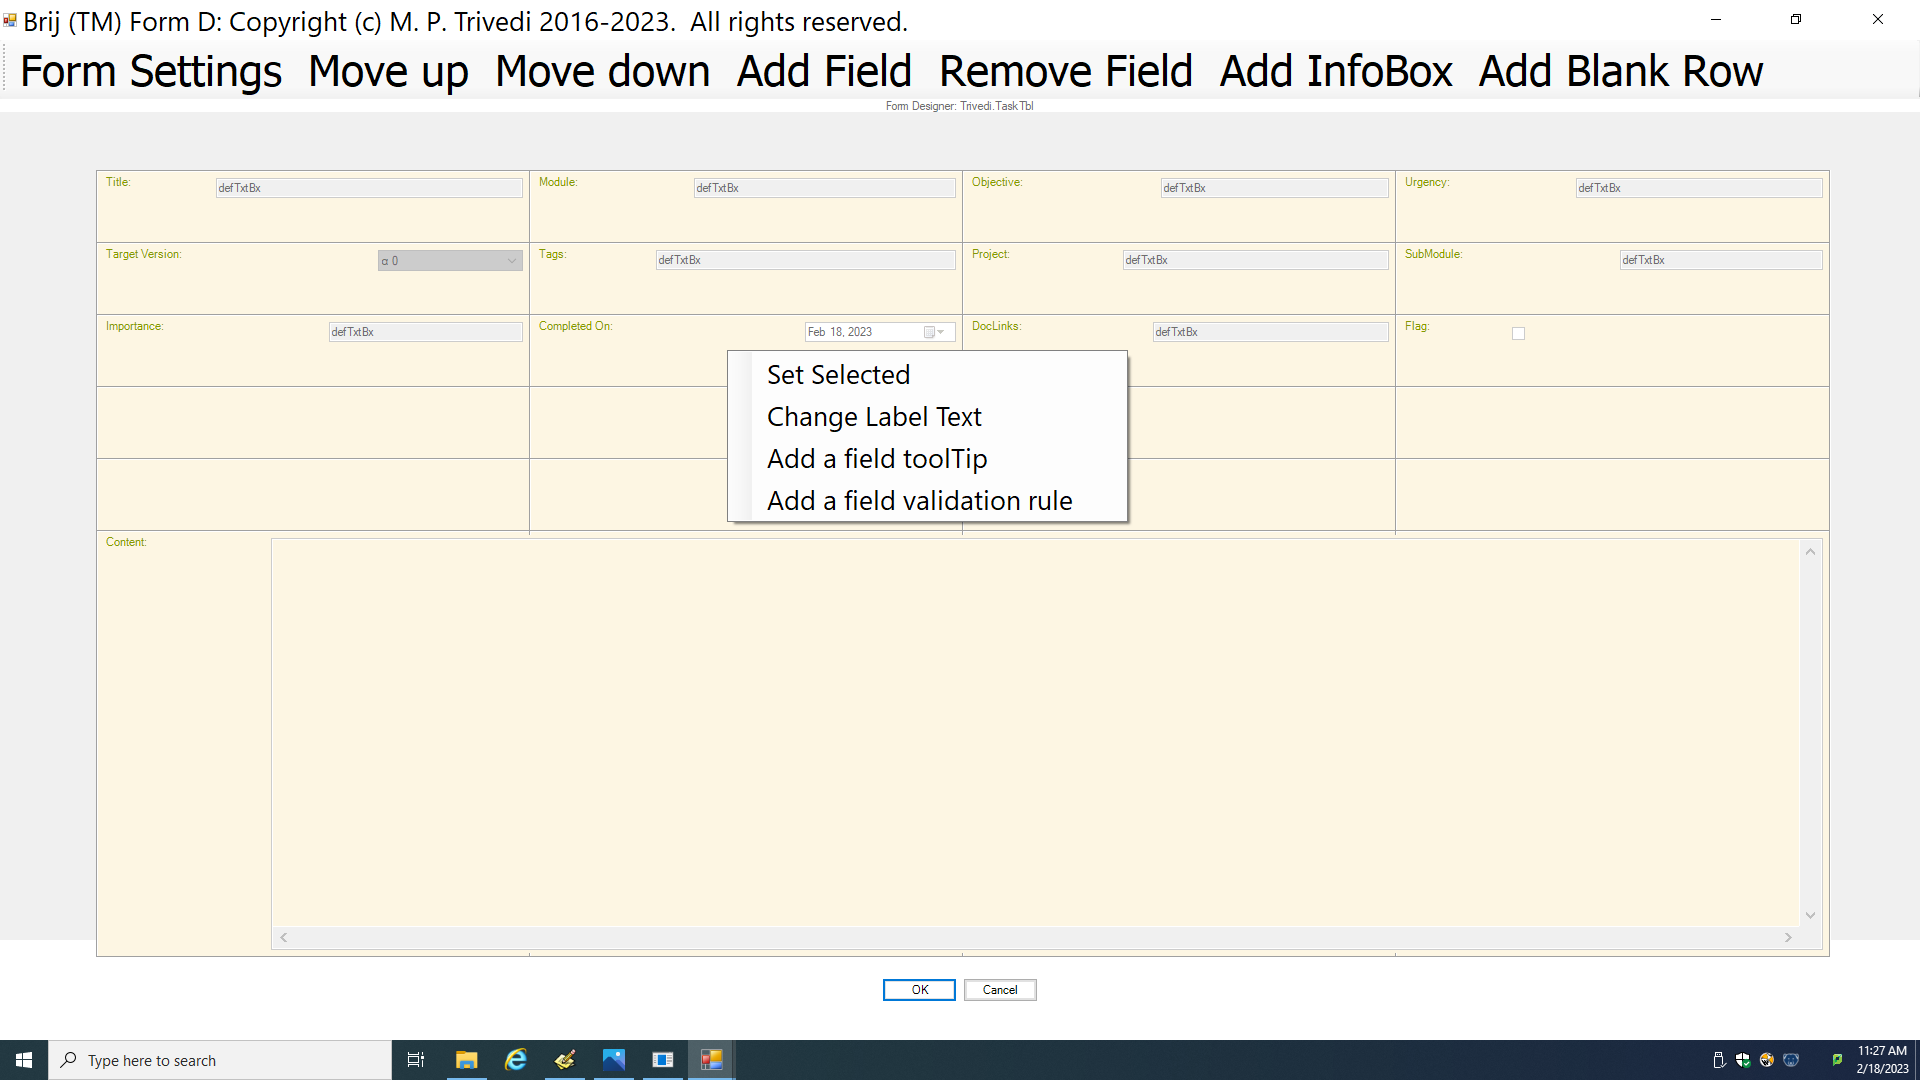 Brij (TM) Form D: Copyright (c) M. P. Trivedi 2016-2023.  All rights reserved.
Form Settings  Move up  Move down  Add Field  Remove Field  Add InfoBox  Add Blank Row
Form Designer: Trivedi.TaskTbl
Title: defTxtBx Module: defTxtBx Objective: defTxtBx Urgency: defTxtBx
Target Version: α 0 Tags: defTxtBx Project: defTxtBx SubModule: defTxtBx
Importance: defTxtBx Completed On: Feb 18, 2023 DocLinks: defTxtBx Flag:
Set Selected
Change Label Text
Add a field toolTip
Add a field validation rule
Content:
OK Cancel
Type here to search
11:27 AM
2/18/2023